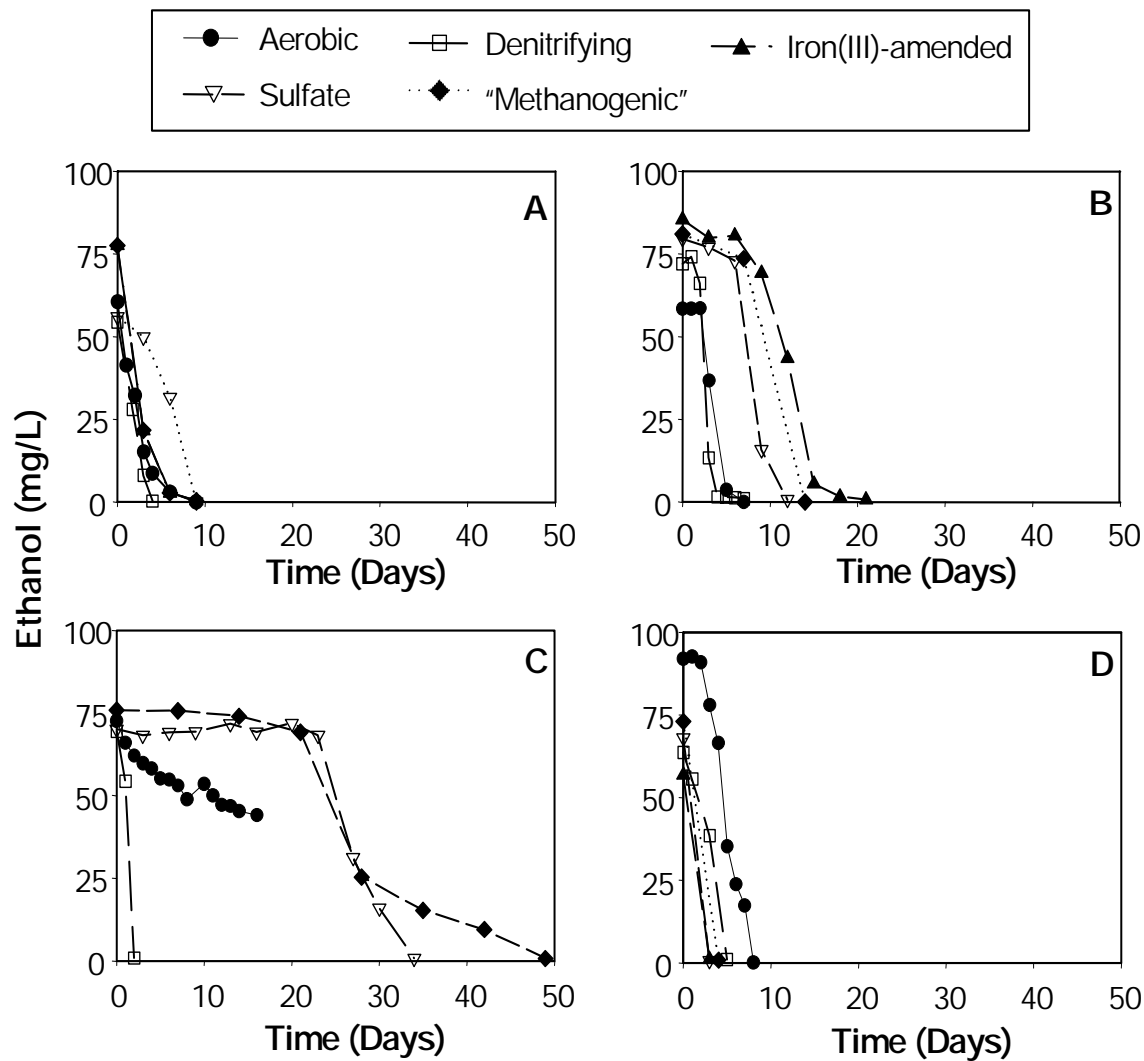 Aerobic Denitrifying Iron(III)-amended
Sulfate "Methanogenic"
Ethanol (mg/L)
100
75
50
25
0
A
0 10 20 30 40 50
Time (Days)
100
75
50
25
0
B
0 10 20 30 40 50
Time (Days)
100
75
50
25
0
C
0 10 20 30 40 50
Time (Days)
100
75
50
25
0
D
0 10 20 30 40 50
Time (Days)